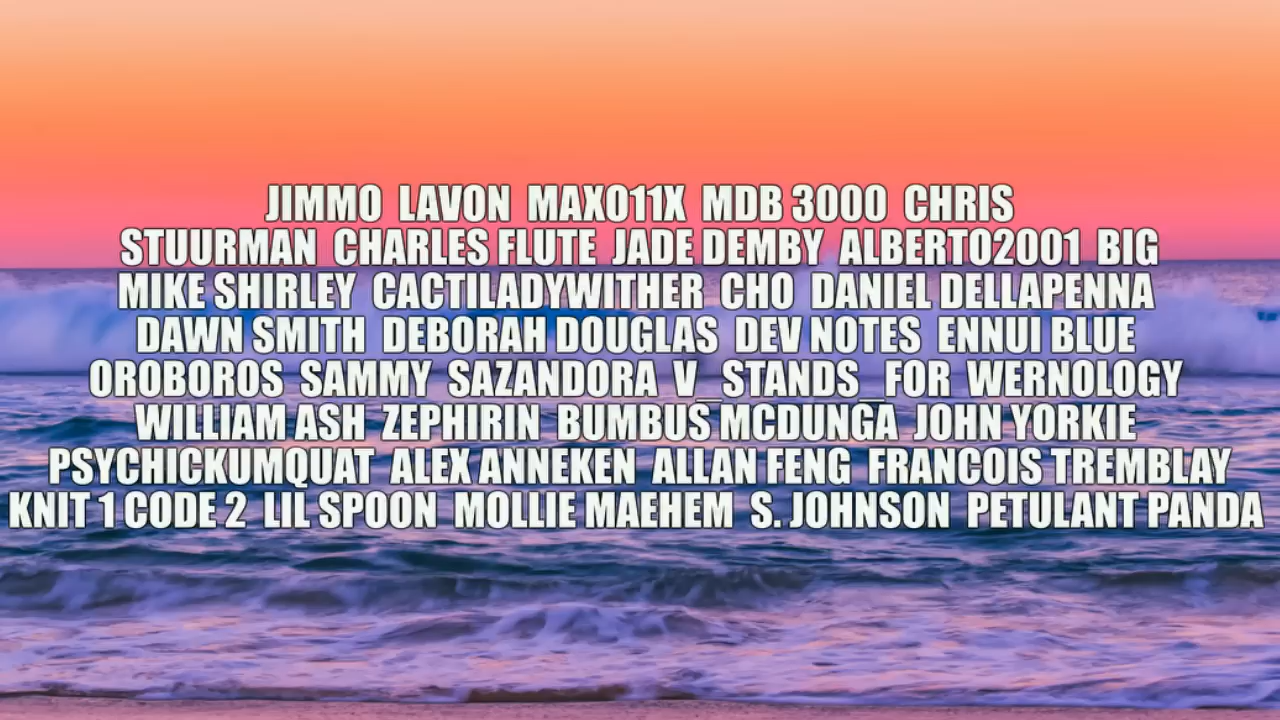 JIMMO LAVON MAX011X MDB 3000 CHRIS
STUURMAN CHARLES FLUTE JADE DEMBY ALBERTO2001 BIG
MIKE SHIRLEY CACTILADYWITHER CHO DANIEL DELLAPENNA
DAWN SMITH DEBORAH DOUGLAS DEV NOTES ENNUI BLUE
OROBOROS SAMMY SAZANDORA V_STANDS_FOR WERNOLOGY
WILLIAM ASH ZEPHIRIN BUMBUS MCDUNGA JOHN YORKIE
PSYCHICKUMQUAT ALEX ANNEKEN ALLAN FENG FRANCOIS TREMBLAY
KNIT 1 CODE 2 LIL SPOON MOLLIE MAEHEM S. JOHNSON PETULANT PANDA